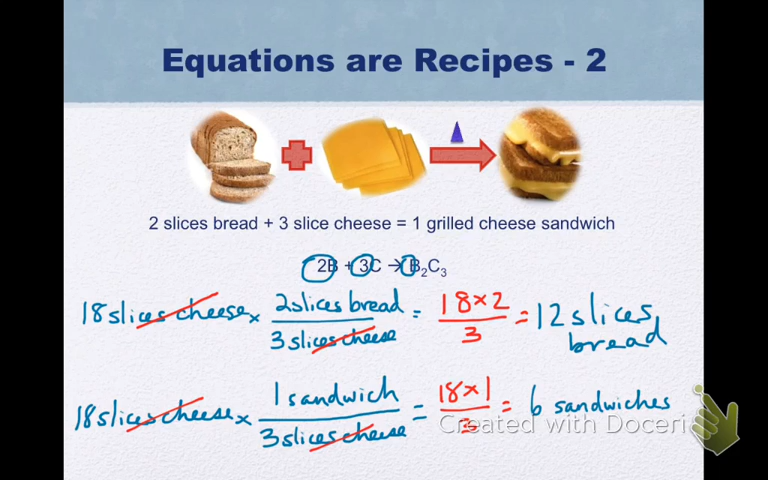 Equations are Recipes - 2
2 slices bread + 3 slice cheese = 1 grilled cheese sandwich
2B + 3C → B₂C₃
18 slices cheese x 2 slices bread / 3 slices cheese = 18 x 2 / 3 = 12 slices bread
18 slices cheese x 1 sandwich / 3 slices cheese = 18 x 1 / 3 = 6 sandwiches
Created with Doceri